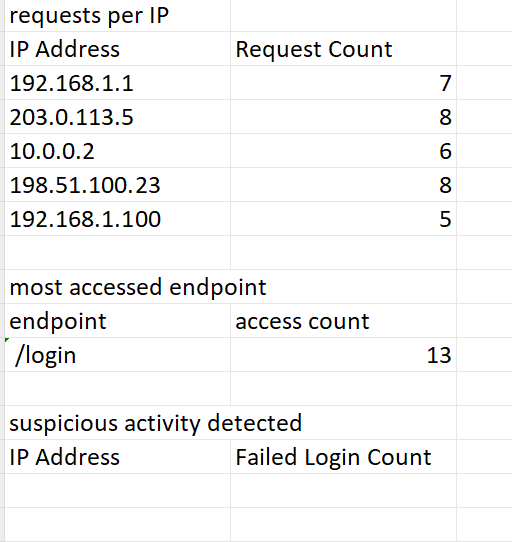 requests per IP
IP Address Request Count
192.168.1.1 7
203.0.113.5 8
10.0.0.2 6
198.51.100.23 8
192.168.1.100 5
most accessed endpoint
endpoint access count
/login 13
suspicious activity detected
IP Address Failed Login Count